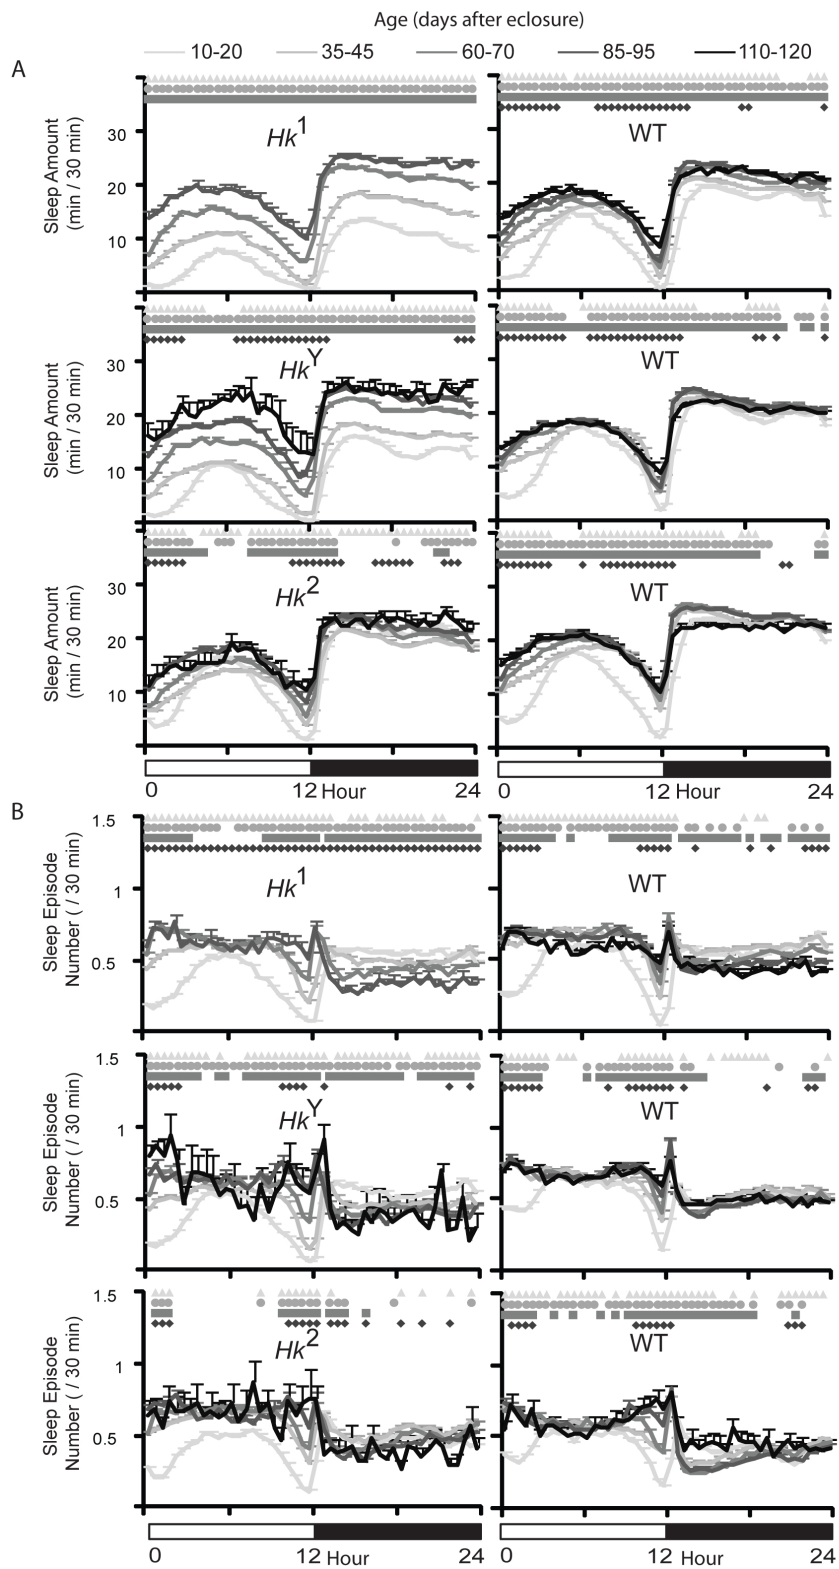 Age (days after eclosure)
10-20 35-45 60-70 85-95 110-120
A
Sleep Amount
(min / 30 min)
30
20
10
Hk1
WT
Sleep Amount
(min / 30 min)
30
20
10
HkY
WT
Sleep Amount
(min / 30 min)
30
20
10
Hk2
WT
0 12 Hour 24
0 12 Hour 24
B
Sleep Episode
Number ( / 30 min)
1.5
1
0.5
Hk1
WT
Sleep Episode
Number ( / 30 min)
1.5
1
0.5
HkY
WT
Sleep Episode
Number ( / 30 min)
1.5
1
0.5
Hk2
WT
0 12 Hour 24
0 12 Hour 24